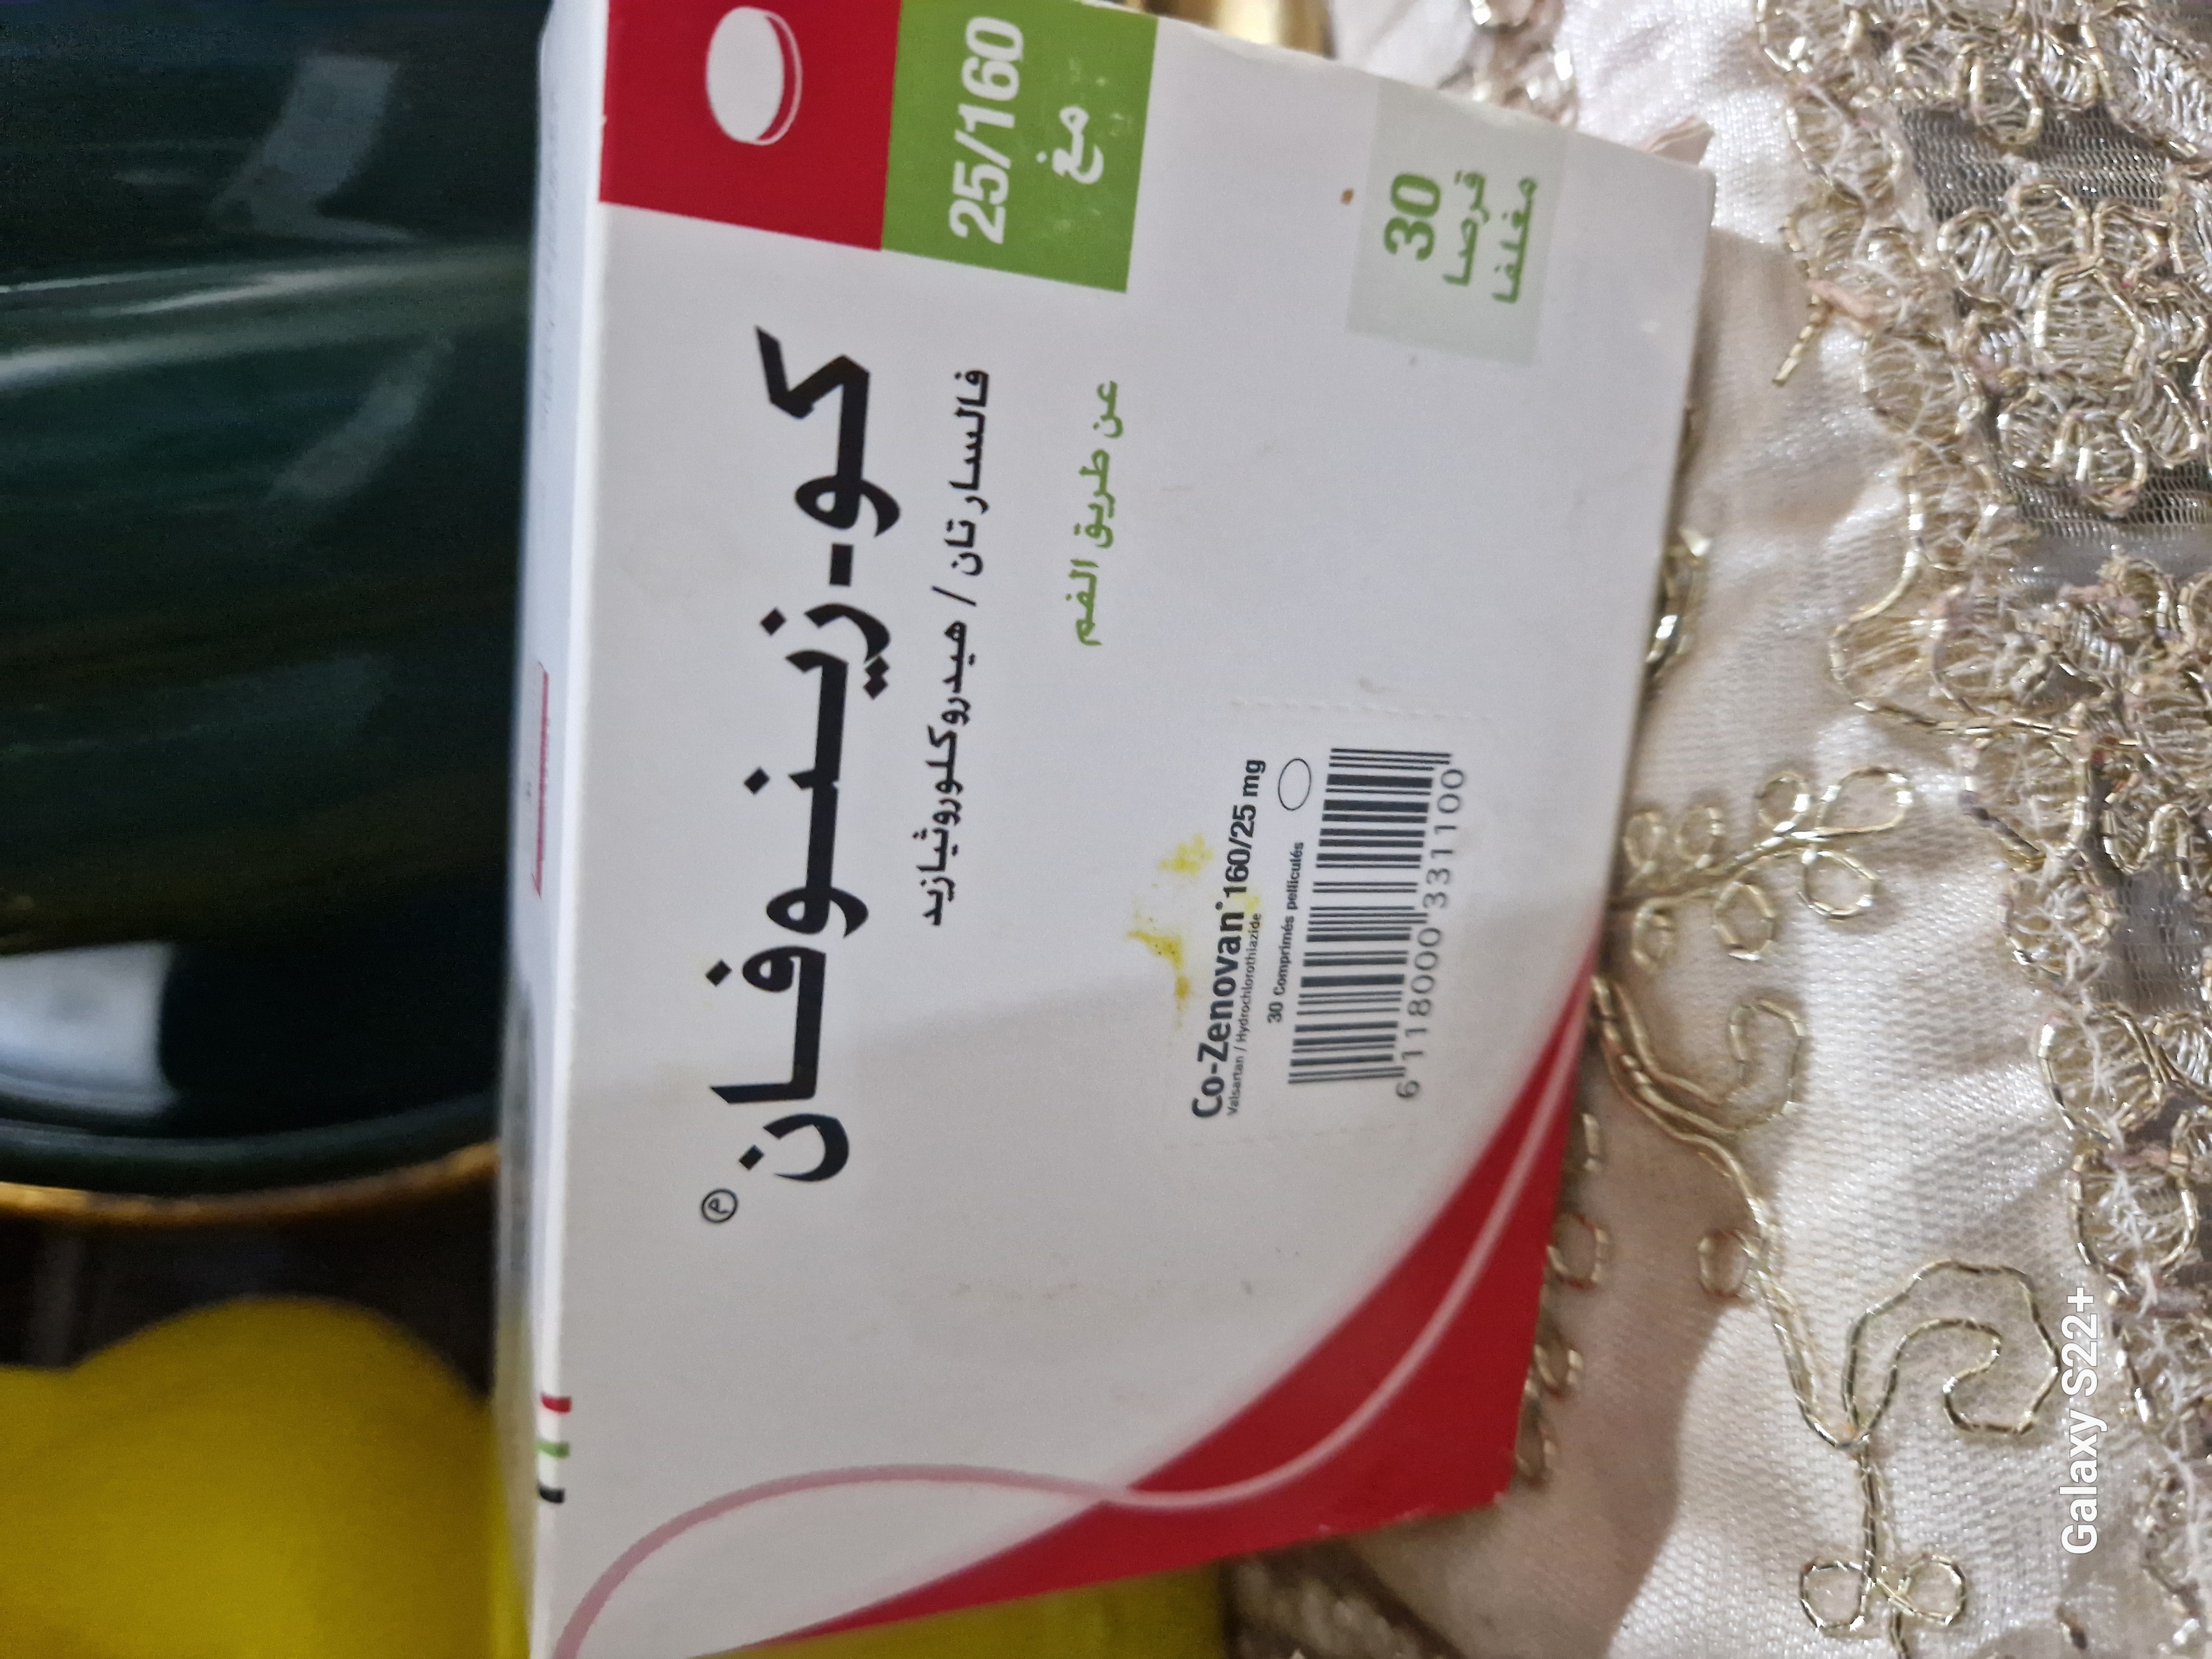 كو-زينوفان
فالسارتان / هيدروكلوروثيازيد
25/160
مغ
عن طريق الفم
Co-Zenovan 160/25 mg
Valsartan / Hydrochlorothiazide
30 Comprimés pelliculés
6 118000 331100
30
قرصا
مغلفا
Galaxy S22+